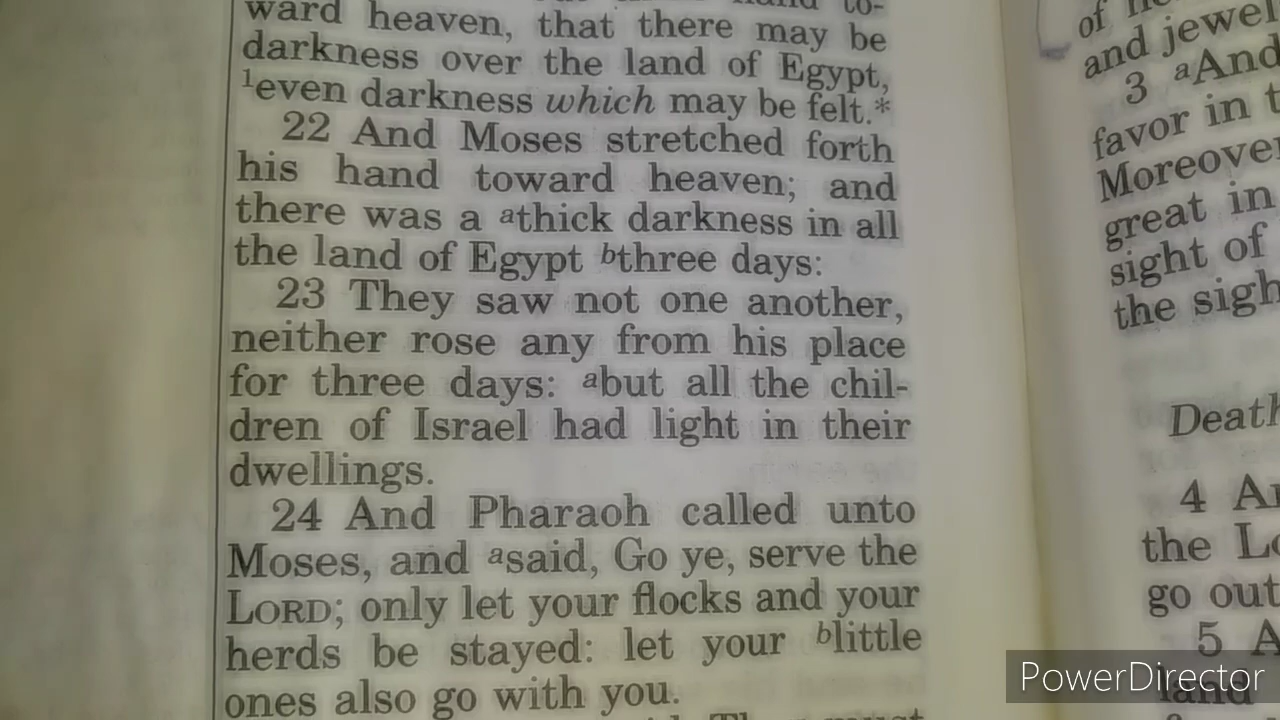 ward heaven, that there may be
darkness over the land of Egypt,
¹even darkness which may be felt.*
22 And Moses stretched forth
his hand toward heaven; and
there was a ᵃthick darkness in all
the land of Egypt ᵇthree days:
23 They saw not one another,
neither rose any from his place
for three days: ᵃbut all the chil-
dren of Israel had light in their
dwellings.
24 And Pharaoh called unto
Moses, and ᵃsaid, Go ye, serve the
LORD; only let your flocks and your
herds be stayed: let your ᵇlittle
ones also go with you.
of
and jewel
3 ᵃAnd
favor in t
Moreover
great in
sight of
the sigh
Death
4 An
the Lo
go out
5 A
land
PowerDirector